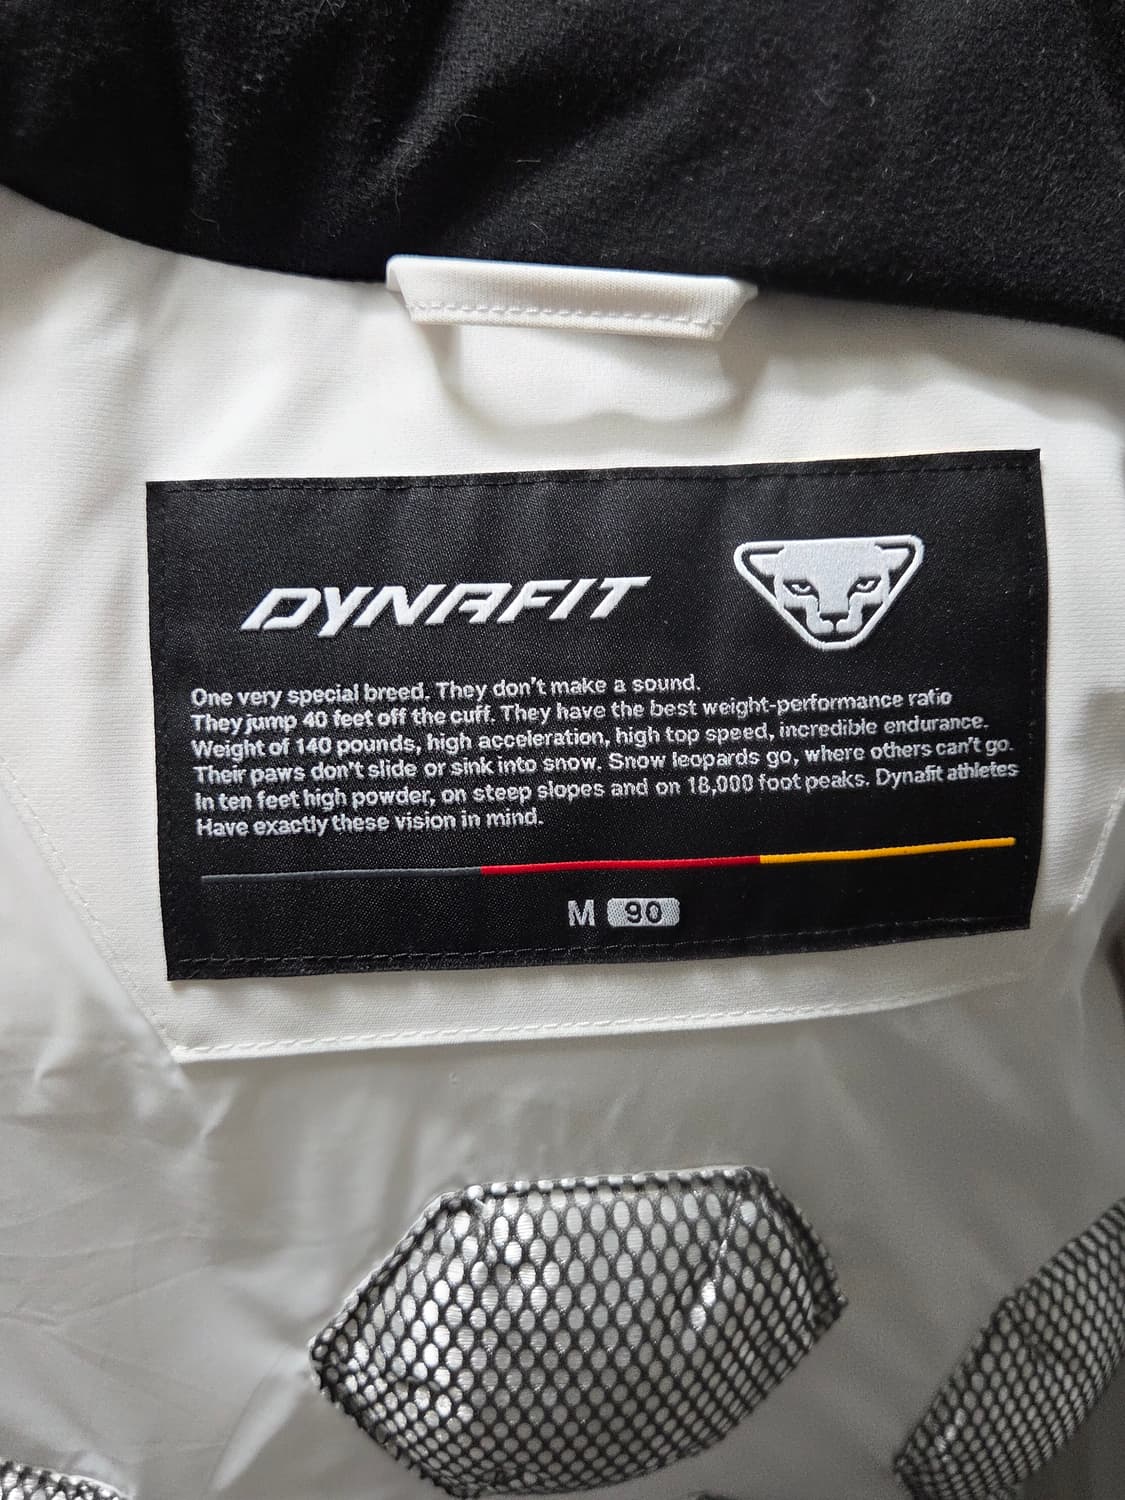 DYNAFIT
One very special breed. They don't make a sound.
They jump 40 feet off the cuff. They have the best weight-performance ratio
Weight of 140 pounds, high acceleration, high top speed, incredible endurance.
Their paws don't slide or sink into snow. Snow leopards go, where others can't go.
In ten feet high powder, on steep slopes and on 18,000 foot peaks. Dynafit athletes
Have exactly these vision in mind.
M 90